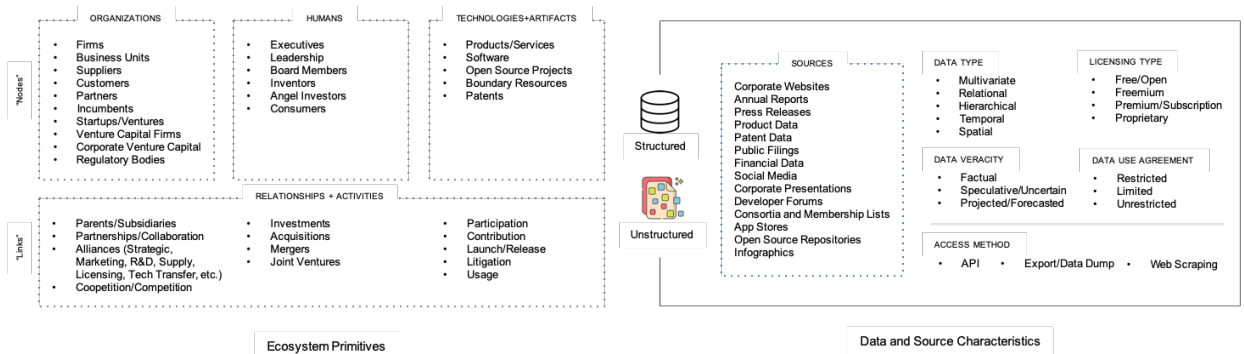 ORGANIZATIONS
• Firms
• Business Units
• Suppliers
• Customers
• Partners
• Incumbents
• Startups/Ventures
• Venture Capital Firms
• Corporate Venture Capital
• Regulatory Bodies
HUMANS
• Executives
• Leadership
• Board Members
• Inventors
• Angel Investors
• Consumers
TECHNOLOGIES+ARTIFACTS
• Products/Services
• Software
• Open Source Projects
• Boundary Resources
• Patents
"Nodes"
RELATIONSHIPS + ACTIVITIES
• Parents/Subsidiaries
• Partnerships/Collaboration
• Alliances (Strategic,
Marketing, R&D, Supply,
Licensing, Tech Transfer, etc.)
• Coopetition/Competition
• Investments
• Acquisitions
• Mergers
• Joint Ventures
• Participation
• Contribution
• Launch/Release
• Litigation
• Usage
"Links"
Ecosystem Primitives
Structured
Unstructured
SOURCES
Corporate Websites
Annual Reports
Press Releases
Product Data
Patent Data
Public Filings
Financial Data
Social Media
Corporate Presentations
Developer Forums
Consortia and Membership Lists
App Stores
Open Source Repositories
Infographics
DATA TYPE
• Multivariate
• Relational
• Hierarchical
• Temporal
• Spatial
LICENSING TYPE
• Free/Open
• Freemium
• Premium/Subscription
• Proprietary
DATA VERACITY
• Factual
• Speculative/Uncertain
• Projected/Forecasted
DATA USE AGREEMENT
• Restricted
• Limited
• Unrestricted
ACCESS METHOD
• API • Export/Data Dump • Web Scraping
Data and Source Characteristics